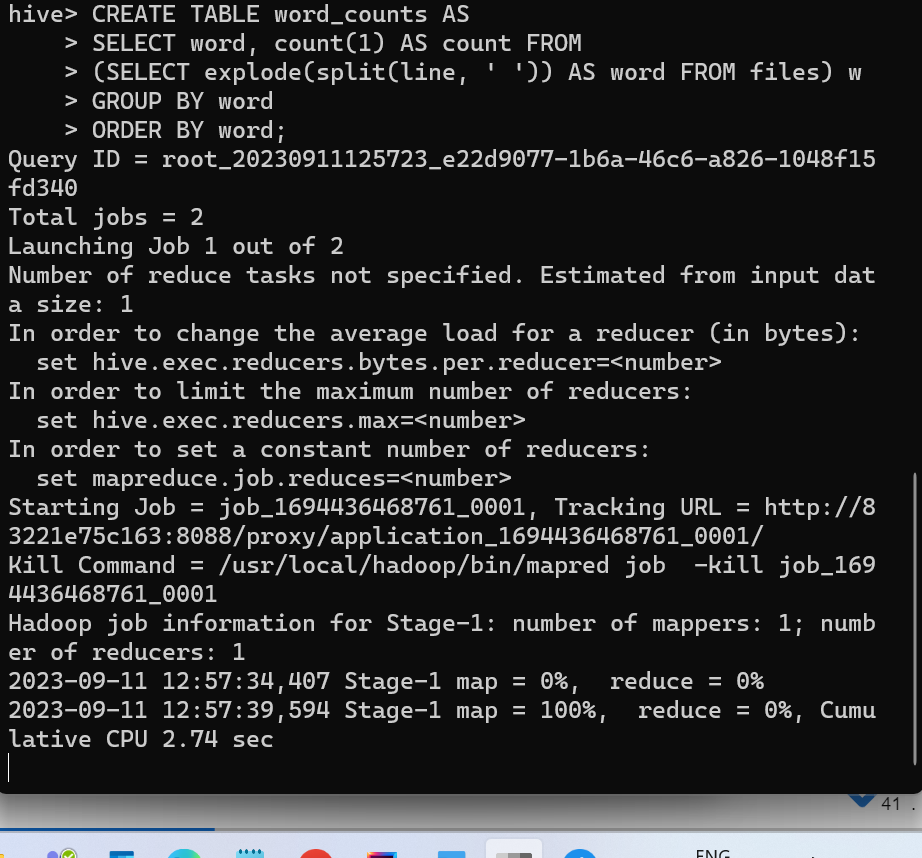 hive> CREATE TABLE word_counts AS
    > SELECT word, count(1) AS count FROM
    > (SELECT explode(split(line, ' ')) AS word FROM files) w
    > GROUP BY word
    > ORDER BY word;
Query ID = root_20230911125723_e22d9077-1b6a-46c6-a826-1048f15
fd340
Total jobs = 2
Launching Job 1 out of 2
Number of reduce tasks not specified. Estimated from input dat
a size: 1
In order to change the average load for a reducer (in bytes):
  set hive.exec.reducers.bytes.per.reducer=<number>
In order to limit the maximum number of reducers:
  set hive.exec.reducers.max=<number>
In order to set a constant number of reducers:
  set mapreduce.job.reduces=<number>
Starting Job = job_1694436468761_0001, Tracking URL = http://8
3221e75c163:8088/proxy/application_1694436468761_0001/
Kill Command = /usr/local/hadoop/bin/mapred job  -kill job_169
4436468761_0001
Hadoop job information for Stage-1: number of mappers: 1; numb
er of reducers: 1
2023-09-11 12:57:34,407 Stage-1 map = 0%,  reduce = 0%
2023-09-11 12:57:39,594 Stage-1 map = 100%,  reduce = 0%, Cumu
lative CPU 2.74 sec
41 .
ENG